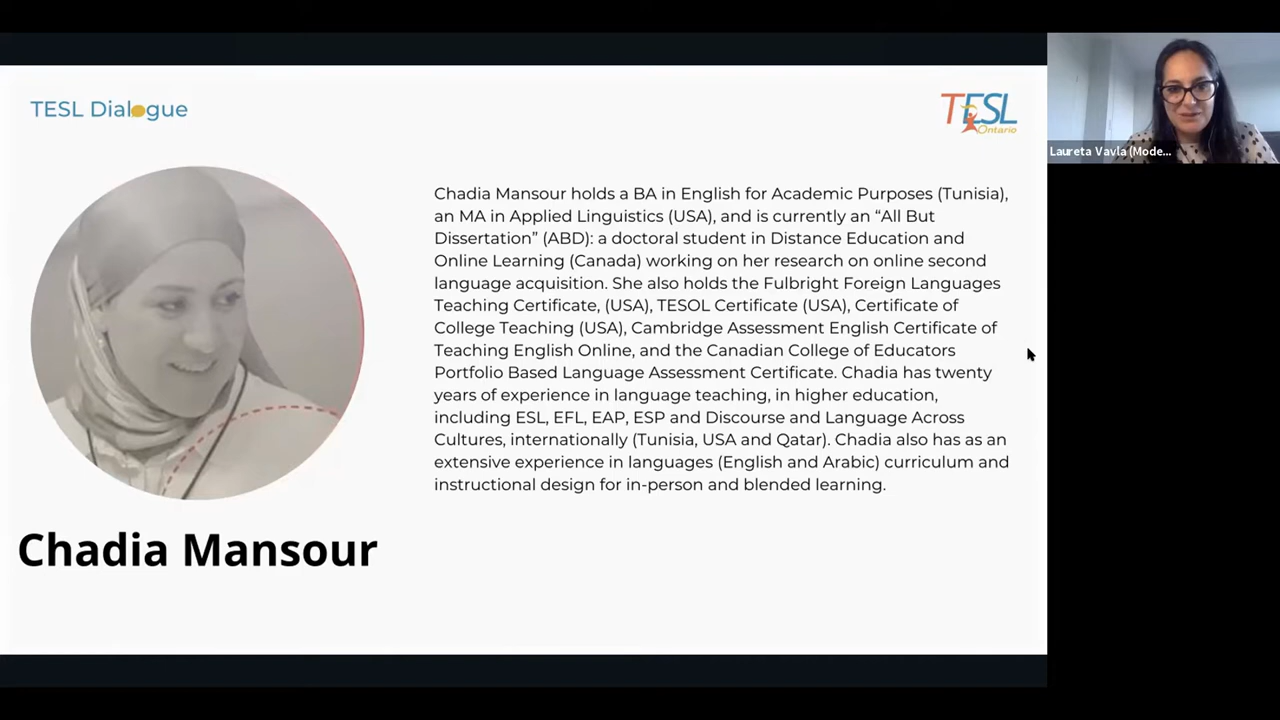 TESL Dialogue
TESL
Ontario
Laureta Vavla (Mode...
Chadia Mansour holds a BA in English for Academic Purposes (Tunisia),
an MA in Applied Linguistics (USA), and is currently an “All But
Dissertation” (ABD): a doctoral student in Distance Education and
Online Learning (Canada) working on her research on online second
language acquisition. She also holds the Fulbright Foreign Languages
Teaching Certificate, (USA), TESOL Certificate (USA), Certificate of
College Teaching (USA), Cambridge Assessment English Certificate of
Teaching English Online, and the Canadian College of Educators
Portfolio Based Language Assessment Certificate. Chadia has twenty
years of experience in language teaching, in higher education,
including ESL, EFL, EAP, ESP and Discourse and Language Across
Cultures, internationally (Tunisia, USA and Qatar). Chadia also has as an
extensive experience in languages (English and Arabic) curriculum and
instructional design for in-person and blended learning.
Chadia Mansour